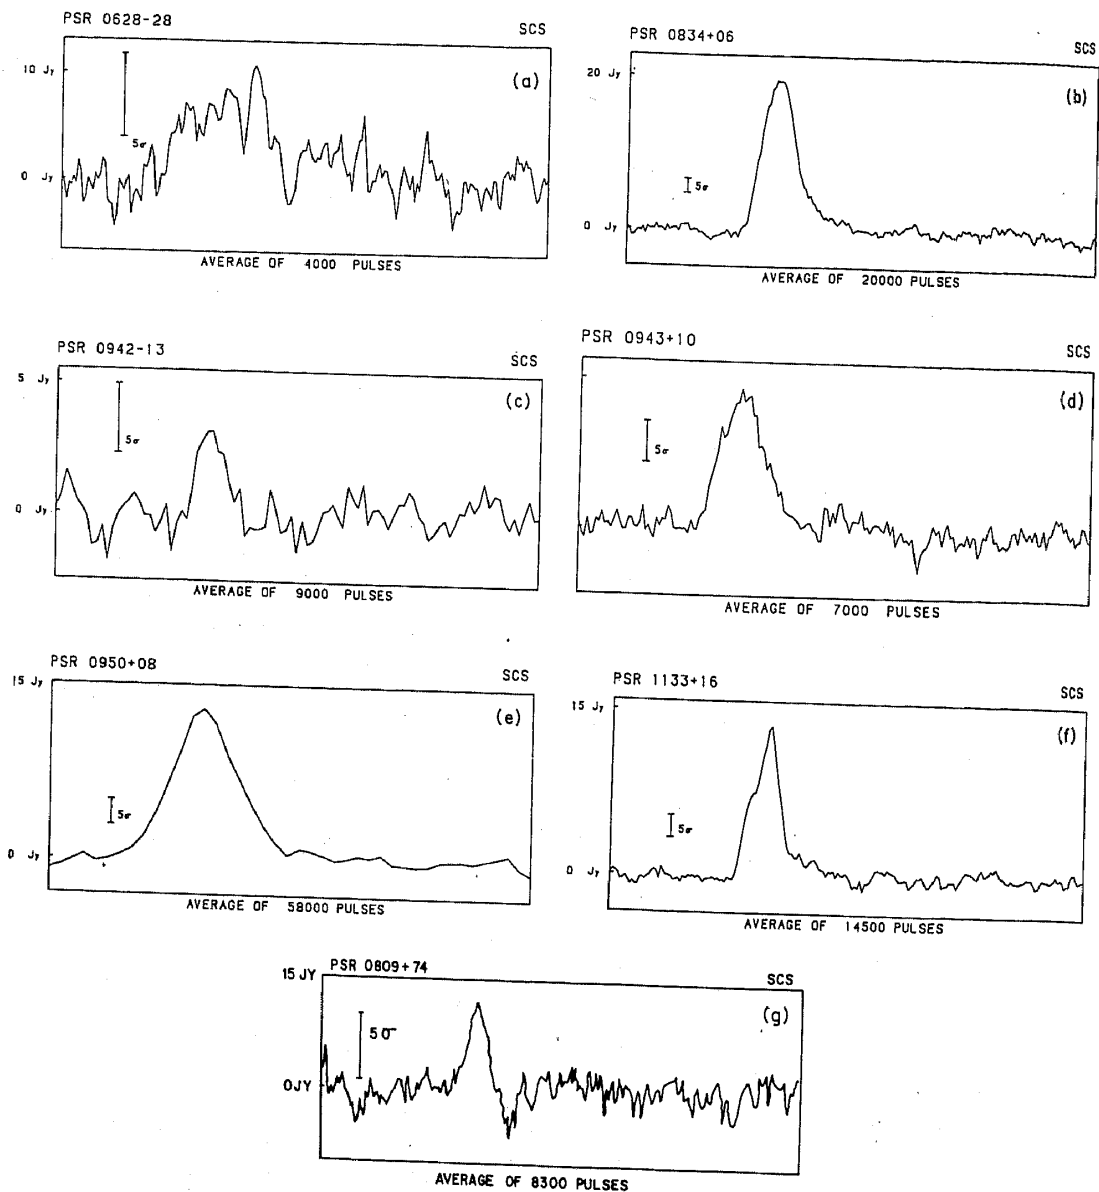 PSR 0628-28 SCS
10 Jy
(a)
5σ
0 Jy
AVERAGE OF 4000 PULSES
PSR 0834+06 SCS
20 Jy
(b)
5σ
0 Jy
AVERAGE OF 20000 PULSES
PSR 0942-13 SCS
5 Jy
(c)
5σ
0 Jy
AVERAGE OF 9000 PULSES
PSR 0943+10 SCS
(d)
5σ
AVERAGE OF 7000 PULSES
PSR 0950+08 SCS
15 Jy
(e)
5σ
0 Jy
AVERAGE OF 58000 PULSES
PSR 1133+16 SCS
15 Jy
(f)
5σ
0 Jy
AVERAGE OF 14500 PULSES
PSR 0809+74 SCS
15 JY
(g)
5σ
0JY
AVERAGE OF 8300 PULSES